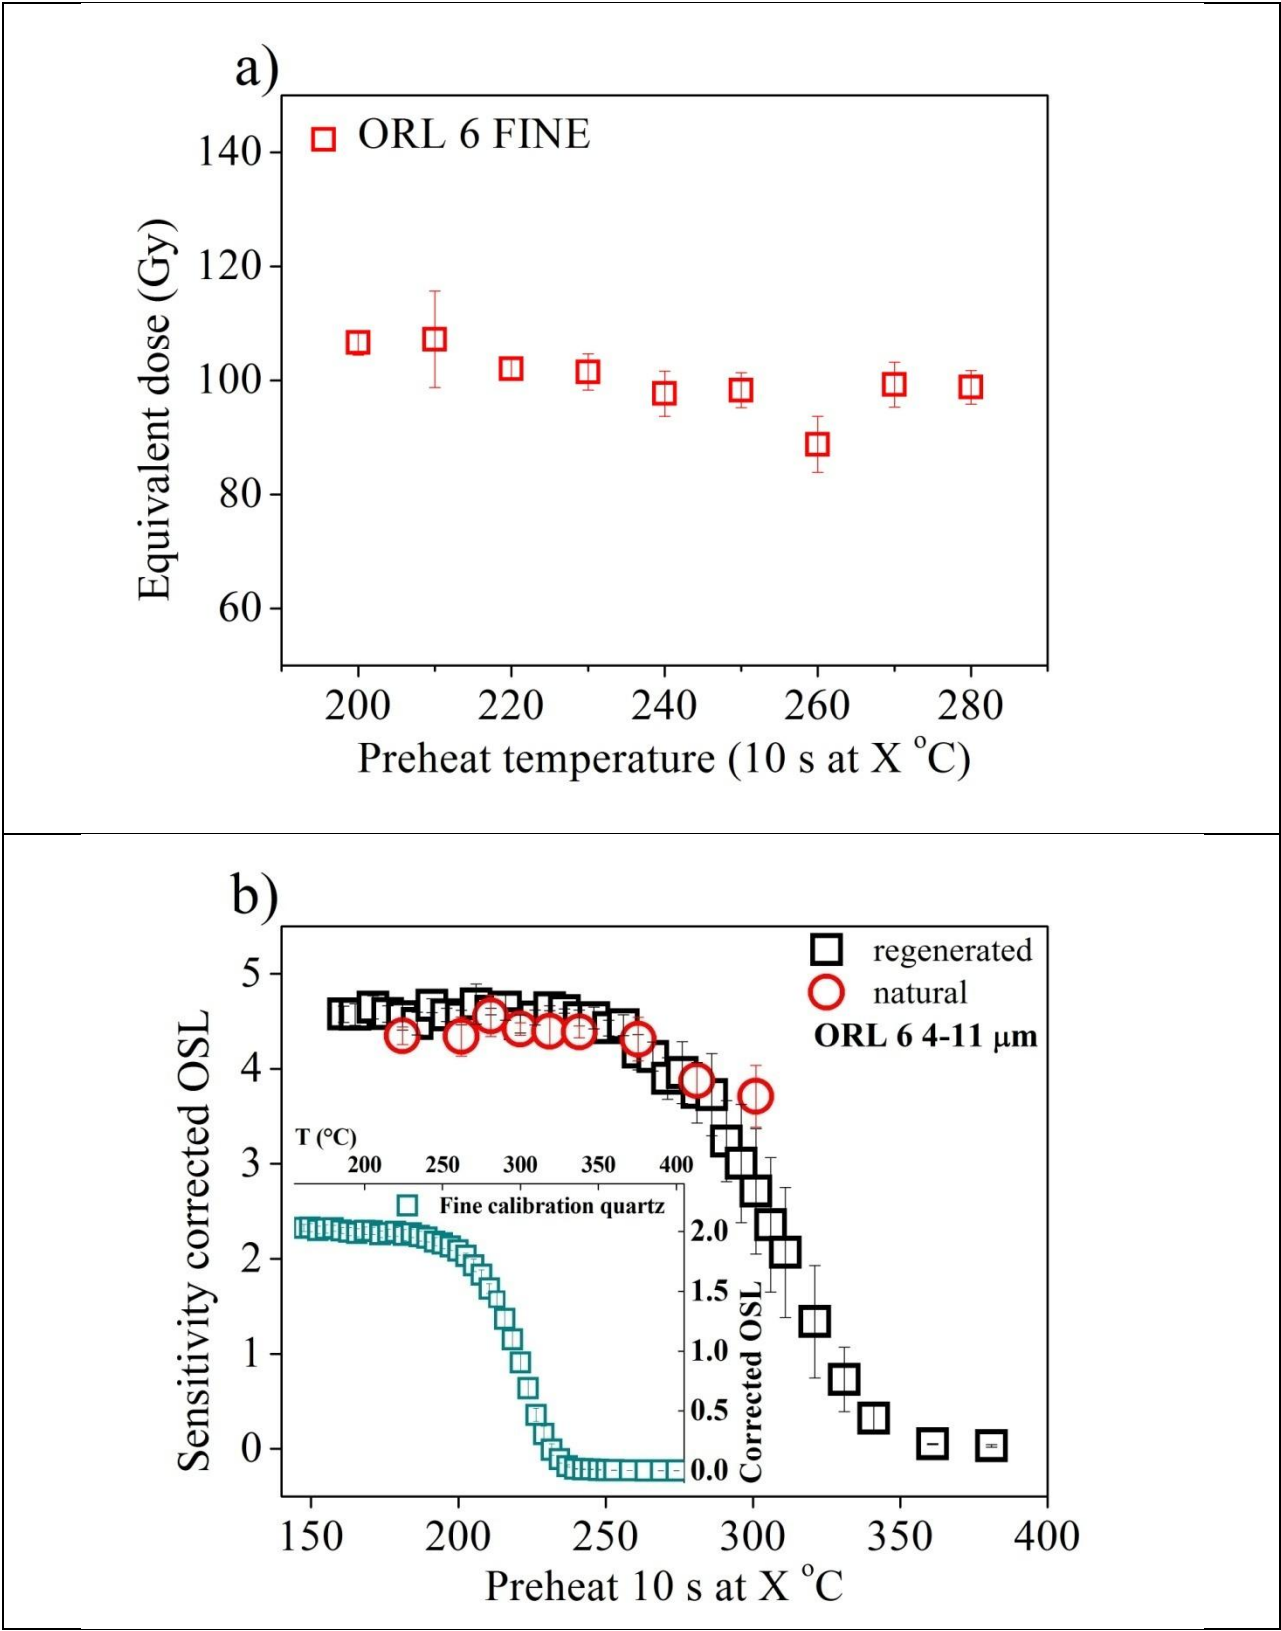 a)
ORL 6 FINE
140
120
100
80
60
Equivalent dose (Gy)
200 220 240 260 280
Preheat temperature (10 s at X °C)
b)
regenerated
natural
ORL 6 4-11 μm
5
4
3
2
1
0
Sensitivity corrected OSL
T (°C)
200 250 300 350 400
Fine calibration quartz
2.0
1.5
1.0
0.5
0.0
Corrected OSL
150 200 250 300 350 400
Preheat 10 s at X °C